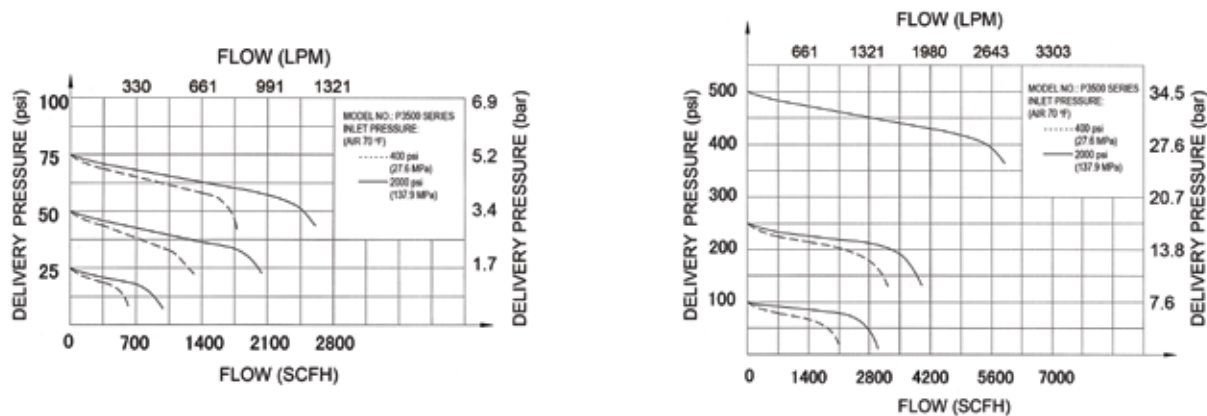 FLOW (LPM)
330 661 991 1321
DELIVERY PRESSURE (psi)
100
75
50
25
MODEL NO.: P3500 SERIES
INLET PRESSURE:
(AIR 70 °F)
400 psi
(27.6 MPa)
2000 psi
(137.9 MPa)
6.9
5.2
3.4
1.7
DELIVERY PRESSURE (bar)
0 700 1400 2100 2800
FLOW (SCFH)
FLOW (LPM)
661 1321 1980 2643 3303
DELIVERY PRESSURE (psi)
500
400
300
200
100
MODEL NO.: P3500 SERIES
INLET PRESSURE:
(AIR 70 °F)
400 psi
(27.6 MPa)
2000 psi
(137.9 MPa)
34.5
27.6
20.7
13.8
7.6
DELIVERY PRESSURE (bar)
0 1400 2800 4200 5600 7000
FLOW (SCFH)